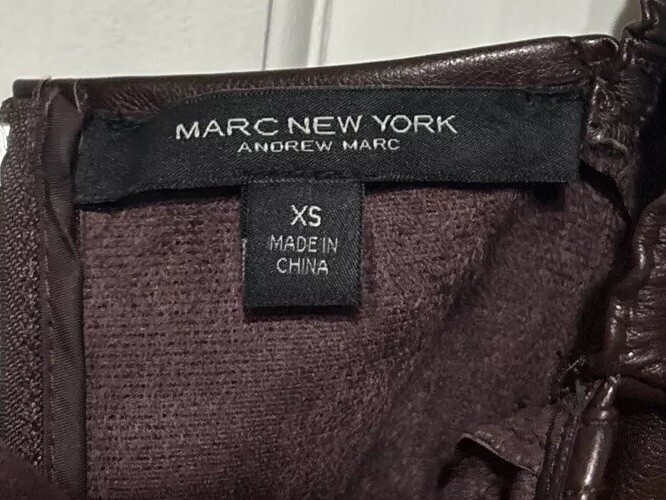 MARC NEW YORK
ANDREW MARC
XS
MADE IN
CHINA